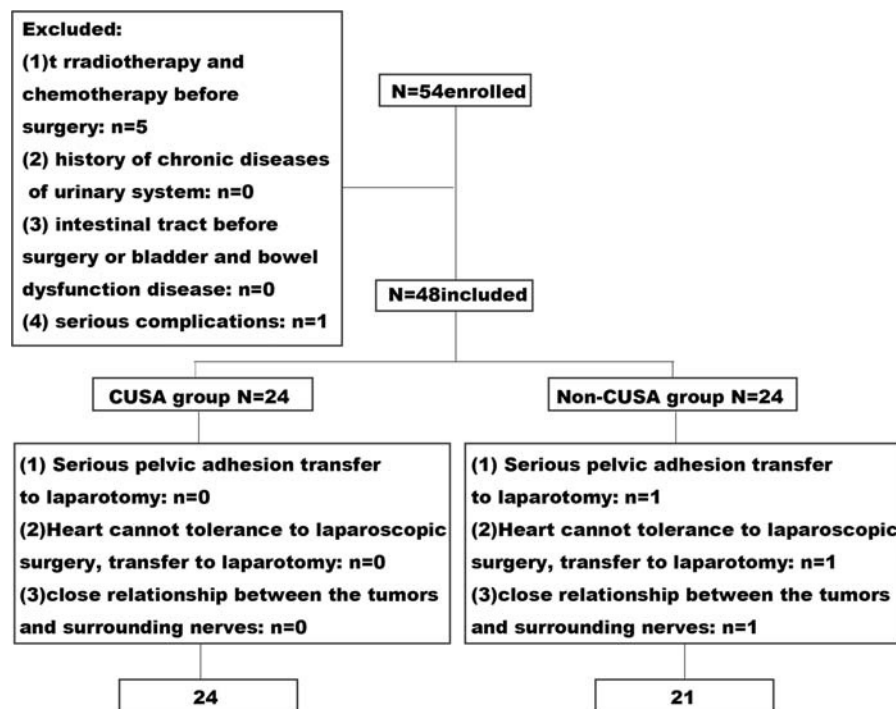 Excluded:
(1)t rradiotherapy and
chemotherapy before
surgery: n=5
(2) history of chronic diseases
of urinary system: n=0
(3) intestinal tract before
surgery or bladder and bowel
dysfunction disease: n=0
(4) serious complications: n=1
N=54enrolled
N=48included
CUSA group N=24
Non-CUSA group N=24
(1) Serious pelvic adhesion transfer
to laparotomy: n=0
(2)Heart cannot tolerance to laparoscopic
surgery, transfer to laparotomy: n=0
(3)close relationship between the tumors
and surrounding nerves: n=0
(1) Serious pelvic adhesion transfer
to laparotomy: n=1
(2)Heart cannot tolerance to laparoscopic
surgery, transfer to laparotomy: n=1
(3)close relationship between the tumors
and surrounding nerves: n=1
24
21